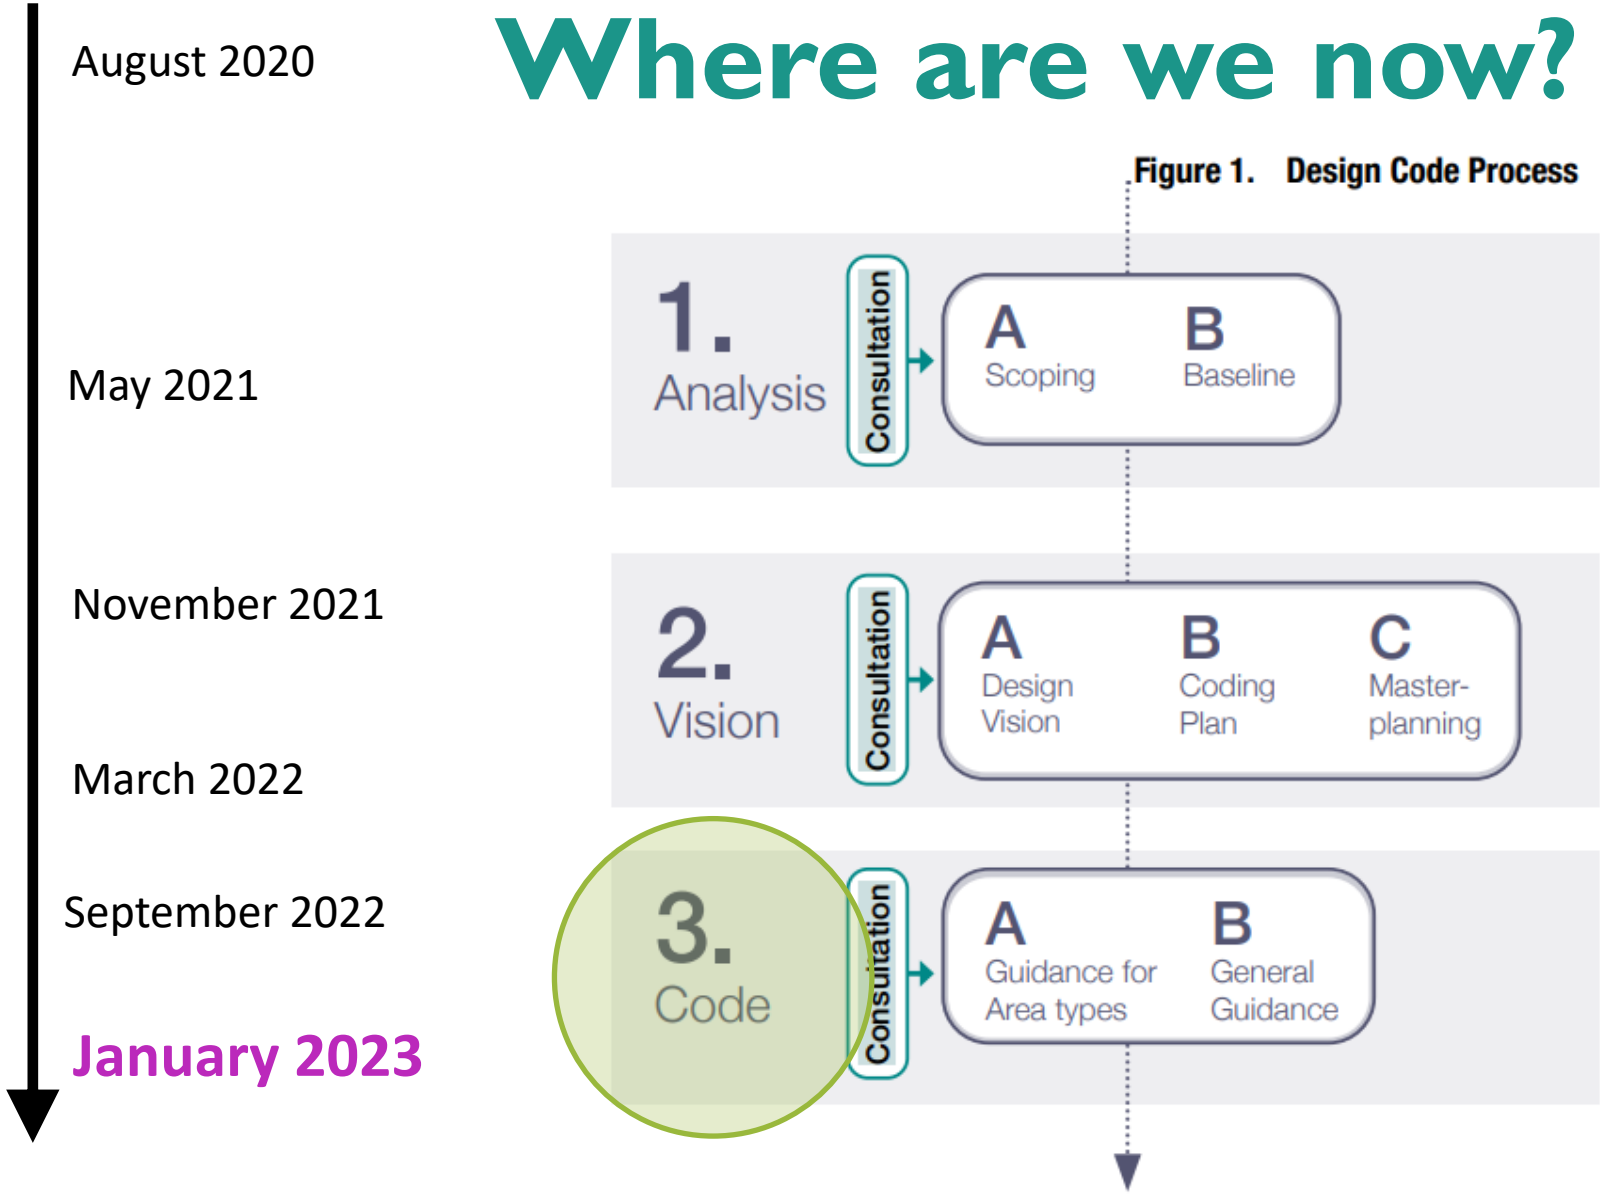 Where are we now?
August 2020
May 2021
November 2021
March 2022
September 2022
January 2023
Figure 1. Design Code Process
1.
Analysis
Consultation
A
Scoping
B
Baseline
2.
Vision
Consultation
A
Design
Vision
B
Coding
Plan
C
Master-
planning
3.
Code
Consultation
A
Guidance for
Area types
B
General
Guidance